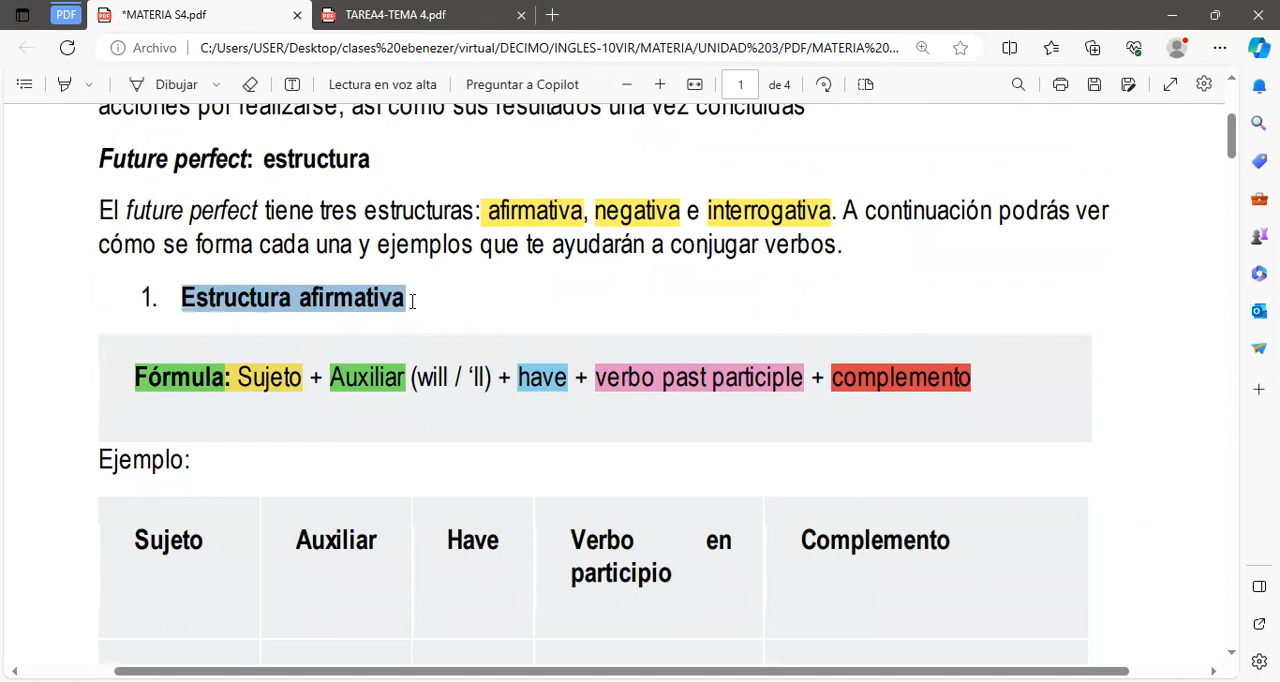 PDF
*MATERIA S4.pdf
TAREA4-TEMA 4.pdf
Archivo
C:/Users/USER/Desktop/clases%20ebenezer/virtual/DECIMO/INGLES-10VIR/MATERIA/UNIDAD%203/PDF/MATERIA%20...
Dibujar
Lectura en voz alta
Preguntar a Copilot
1
de 4
acciones por realizarse, así como sus resultados una vez concluidas
Future perfect: estructura
El future perfect tiene tres estructuras: afirmativa, negativa e interrogativa. A continuación podrás ver
cómo se forma cada una y ejemplos que te ayudarán a conjugar verbos.
1. Estructura afirmativa
Fórmula: Sujeto + Auxiliar (will / ‘ll) + have + verbo past participle + complemento
Ejemplo:
Sujeto
Auxiliar
Have
Verbo en
participio
Complemento